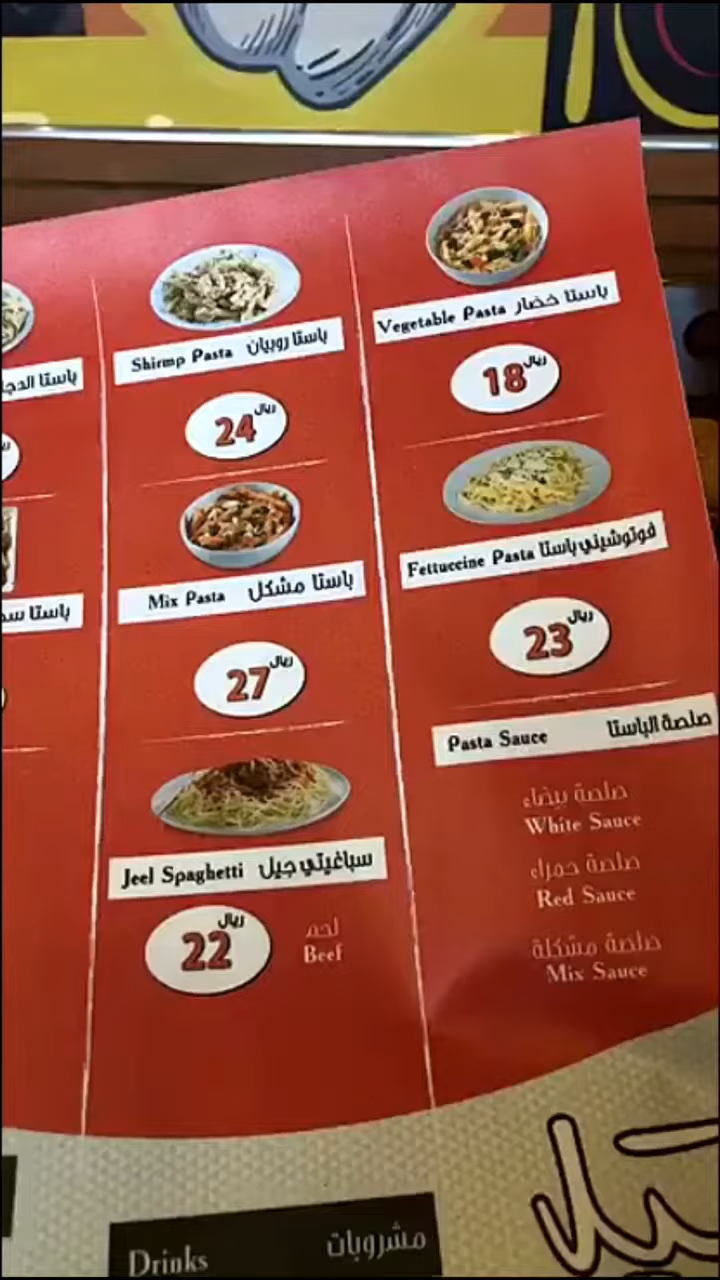 Vegetable Pasta باستا خضار
ريال
18
Fettuccine Pasta فوتوشيني باستا
ريال
23
Pasta Sauce صلصة الباستا
صلصة بيضاء
White Sauce
صلصة حمراء
Red Sauce
صلصة مشكلة
Mix Sauce
Shirmp Pasta باستا روبيان
ريال
24
Mix Pasta باستا مشكل
ريال
27
Jeel Spaghetti سباغيتي جيل
ريال
22
لحم
Beef
باستا
باستا
Drinks مشروبات